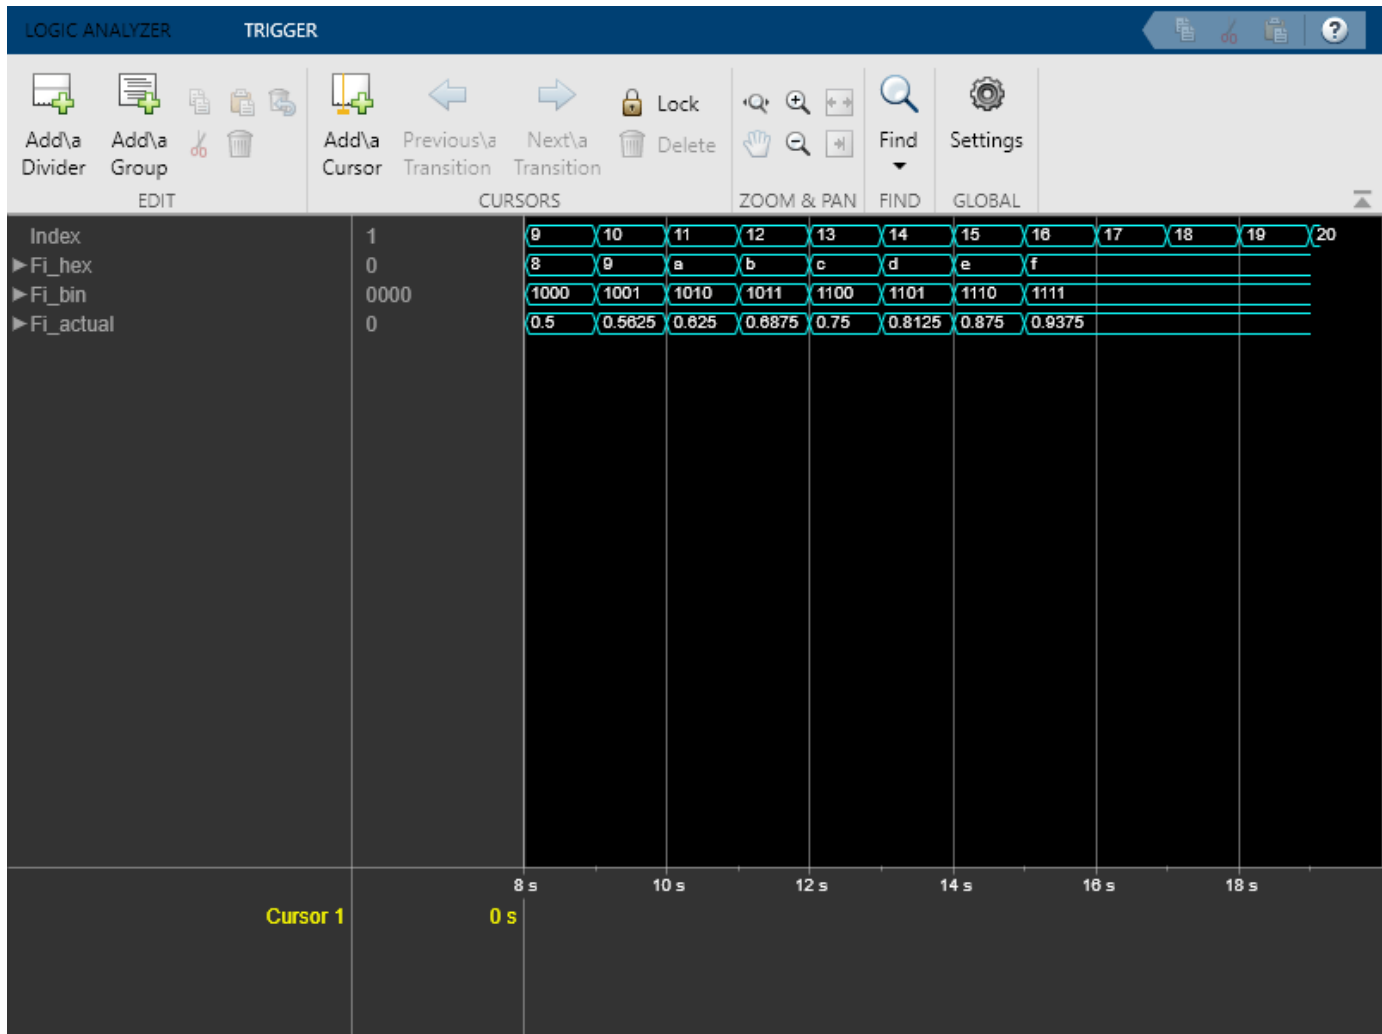 LOGIC ANALYZER TRIGGER ?
Add\a Divider Add\a Group
EDIT
Add\a Cursor Previous\a Transition Next\a Transition Lock Delete
CURSORS
ZOOM & PAN
Find
FIND
Settings
GLOBAL
Index 1 9 10 11 12 13 14 15 16 17 18 19 20
Fi_hex 0 8 9 a b c d e f
Fi_bin 0000 1000 1001 1010 1011 1100 1101 1110 1111
Fi_actual 0 0.5 0.5625 0.625 0.6875 0.75 0.8125 0.875 0.9375
8 s 10 s 12 s 14 s 16 s 18 s
Cursor 1 0 s